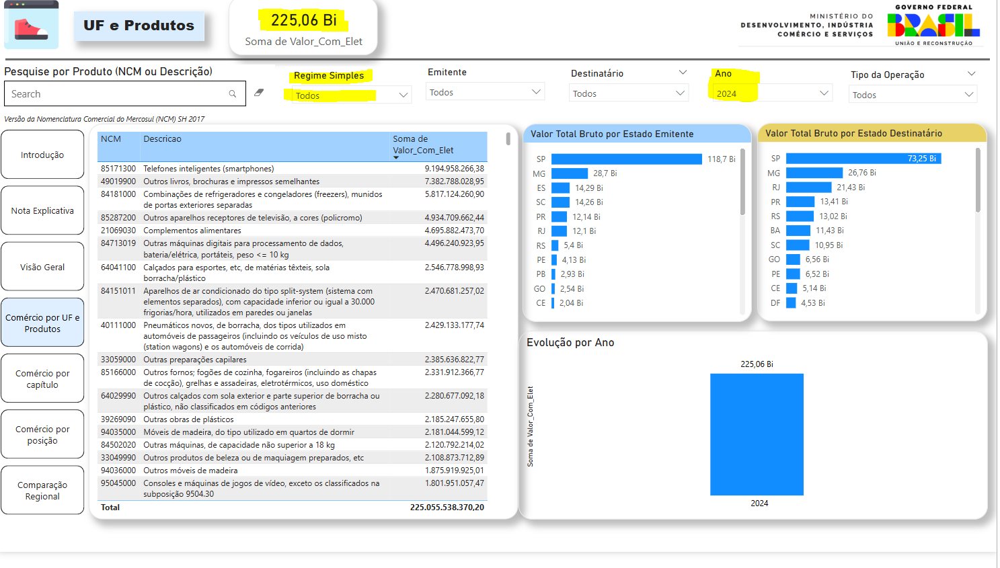 UF e Produtos
225,06 Bi
Soma de Valor_Com_Elet
MINISTÉRIO DO
DESENVOLVIMENTO, INDÚSTRIA
COMÉRCIO E SERVIÇOS
GOVERNO FEDERAL
BRASIL
UNIÃO E RECONSTRUÇÃO
Pesquise por Produto (NCM ou Descrição)
Search
Regime Simples
Todos
Emitente
Todos
Destinatário
Todos
Ano
2024
Tipo da Operação
Todos
Versão da Nomenclatura Comercial do Mercosul (NCM) SH 2017
Introdução
Nota Explicativa
Visão Geral
Comércio por UF e
Produtos
Comércio por
capítulo
Comércio por
posição
Comparação
Regional
NCM Descricao Soma de
Valor_Com_Elet
85171300 Telefones inteligentes (smartphones) 9.194.958.266,38
49019900 Outros livros, brochuras e impressos semelhantes 7.382.788.028,95
84181000 Combinações de refrigeradores e congeladores (freezers), munidos 5.817.124.260,90
de portas exteriores separadas
85287200 Outros aparelhos receptores de televisão, a cores (policromo) 4.934.709.662,44
21069030 Complementos alimentares 4.695.882.473,70
84713019 Outras máquinas digitais para processamento de dados, 4.496.240.923,95
bateria/elétrica, portáteis, peso <= 10 kg
64041100 Calçados para esportes, etc, de matérias têxteis, sola 2.546.778.998,93
borracha/plástico
84151011 Aparelhos de ar condicionado do tipo split-system (sistema com 2.470.681.257,02
elementos separados), com capacidade inferior ou igual a 30.000
frigorias/hora, utilizados em paredes ou janelas
40111000 Pneumáticos novos, de borracha, dos tipos utilizados em 2.429.133.177,74
automóveis de passageiros (incluindo os veículos de uso misto
(station wagons) e os automóveis de corrida)
33059000 Outras preparações capilares 2.385.636.822,77
85166000 Outros fornos; fogões de cozinha, fogareiros (incluindo as chapas 2.331.912.366,77
de cocção), grelhas e assadeiras, eletrotérmicos, uso doméstico
64029990 Outros calçados com sola exterior e parte superior de borracha ou 2.280.677.092,18
plástico, não classificados em códigos anteriores
39269090 Outras obras de plásticos 2.185.247.655,80
94035000 Móveis de madeira, do tipo utilizado em quartos de dormir 2.181.044.599,12
84502020 Outras máquinas, de capacidade não superior a 18 kg 2.120.792.214,02
33049990 Outros produtos de beleza ou de maquiagem preparados, etc 2.108.873.712,89
94036000 Outros móveis de madeira 1.875.919.925,01
95045000 Consoles e máquinas de jogos de vídeo, exceto os classificados na 1.801.951.057,47
subposição 9504.30
Total 225.055.538.370,20
Valor Total Bruto por Estado Emitente
SP 118,7 Bi
MG 28,7 Bi
ES 14,29 Bi
SC 14,26 Bi
PR 12,14 Bi
RJ 12,1 Bi
RS 5,4 Bi
PE 4,13 Bi
PB 2,93 Bi
GO 2,54 Bi
CE 2,04 Bi
Valor Total Bruto por Estado Destinatário
SP 73,25 Bi
MG 26,76 Bi
RJ 21,43 Bi
PR 13,41 Bi
RS 13,02 Bi
BA 11,43 Bi
SC 10,95 Bi
GO 6,56 Bi
PE 6,52 Bi
CE 5,14 Bi
DF 4,53 Bi
Evolução por Ano
225,06 Bi
Soma de Valor_Com_Elet
2024